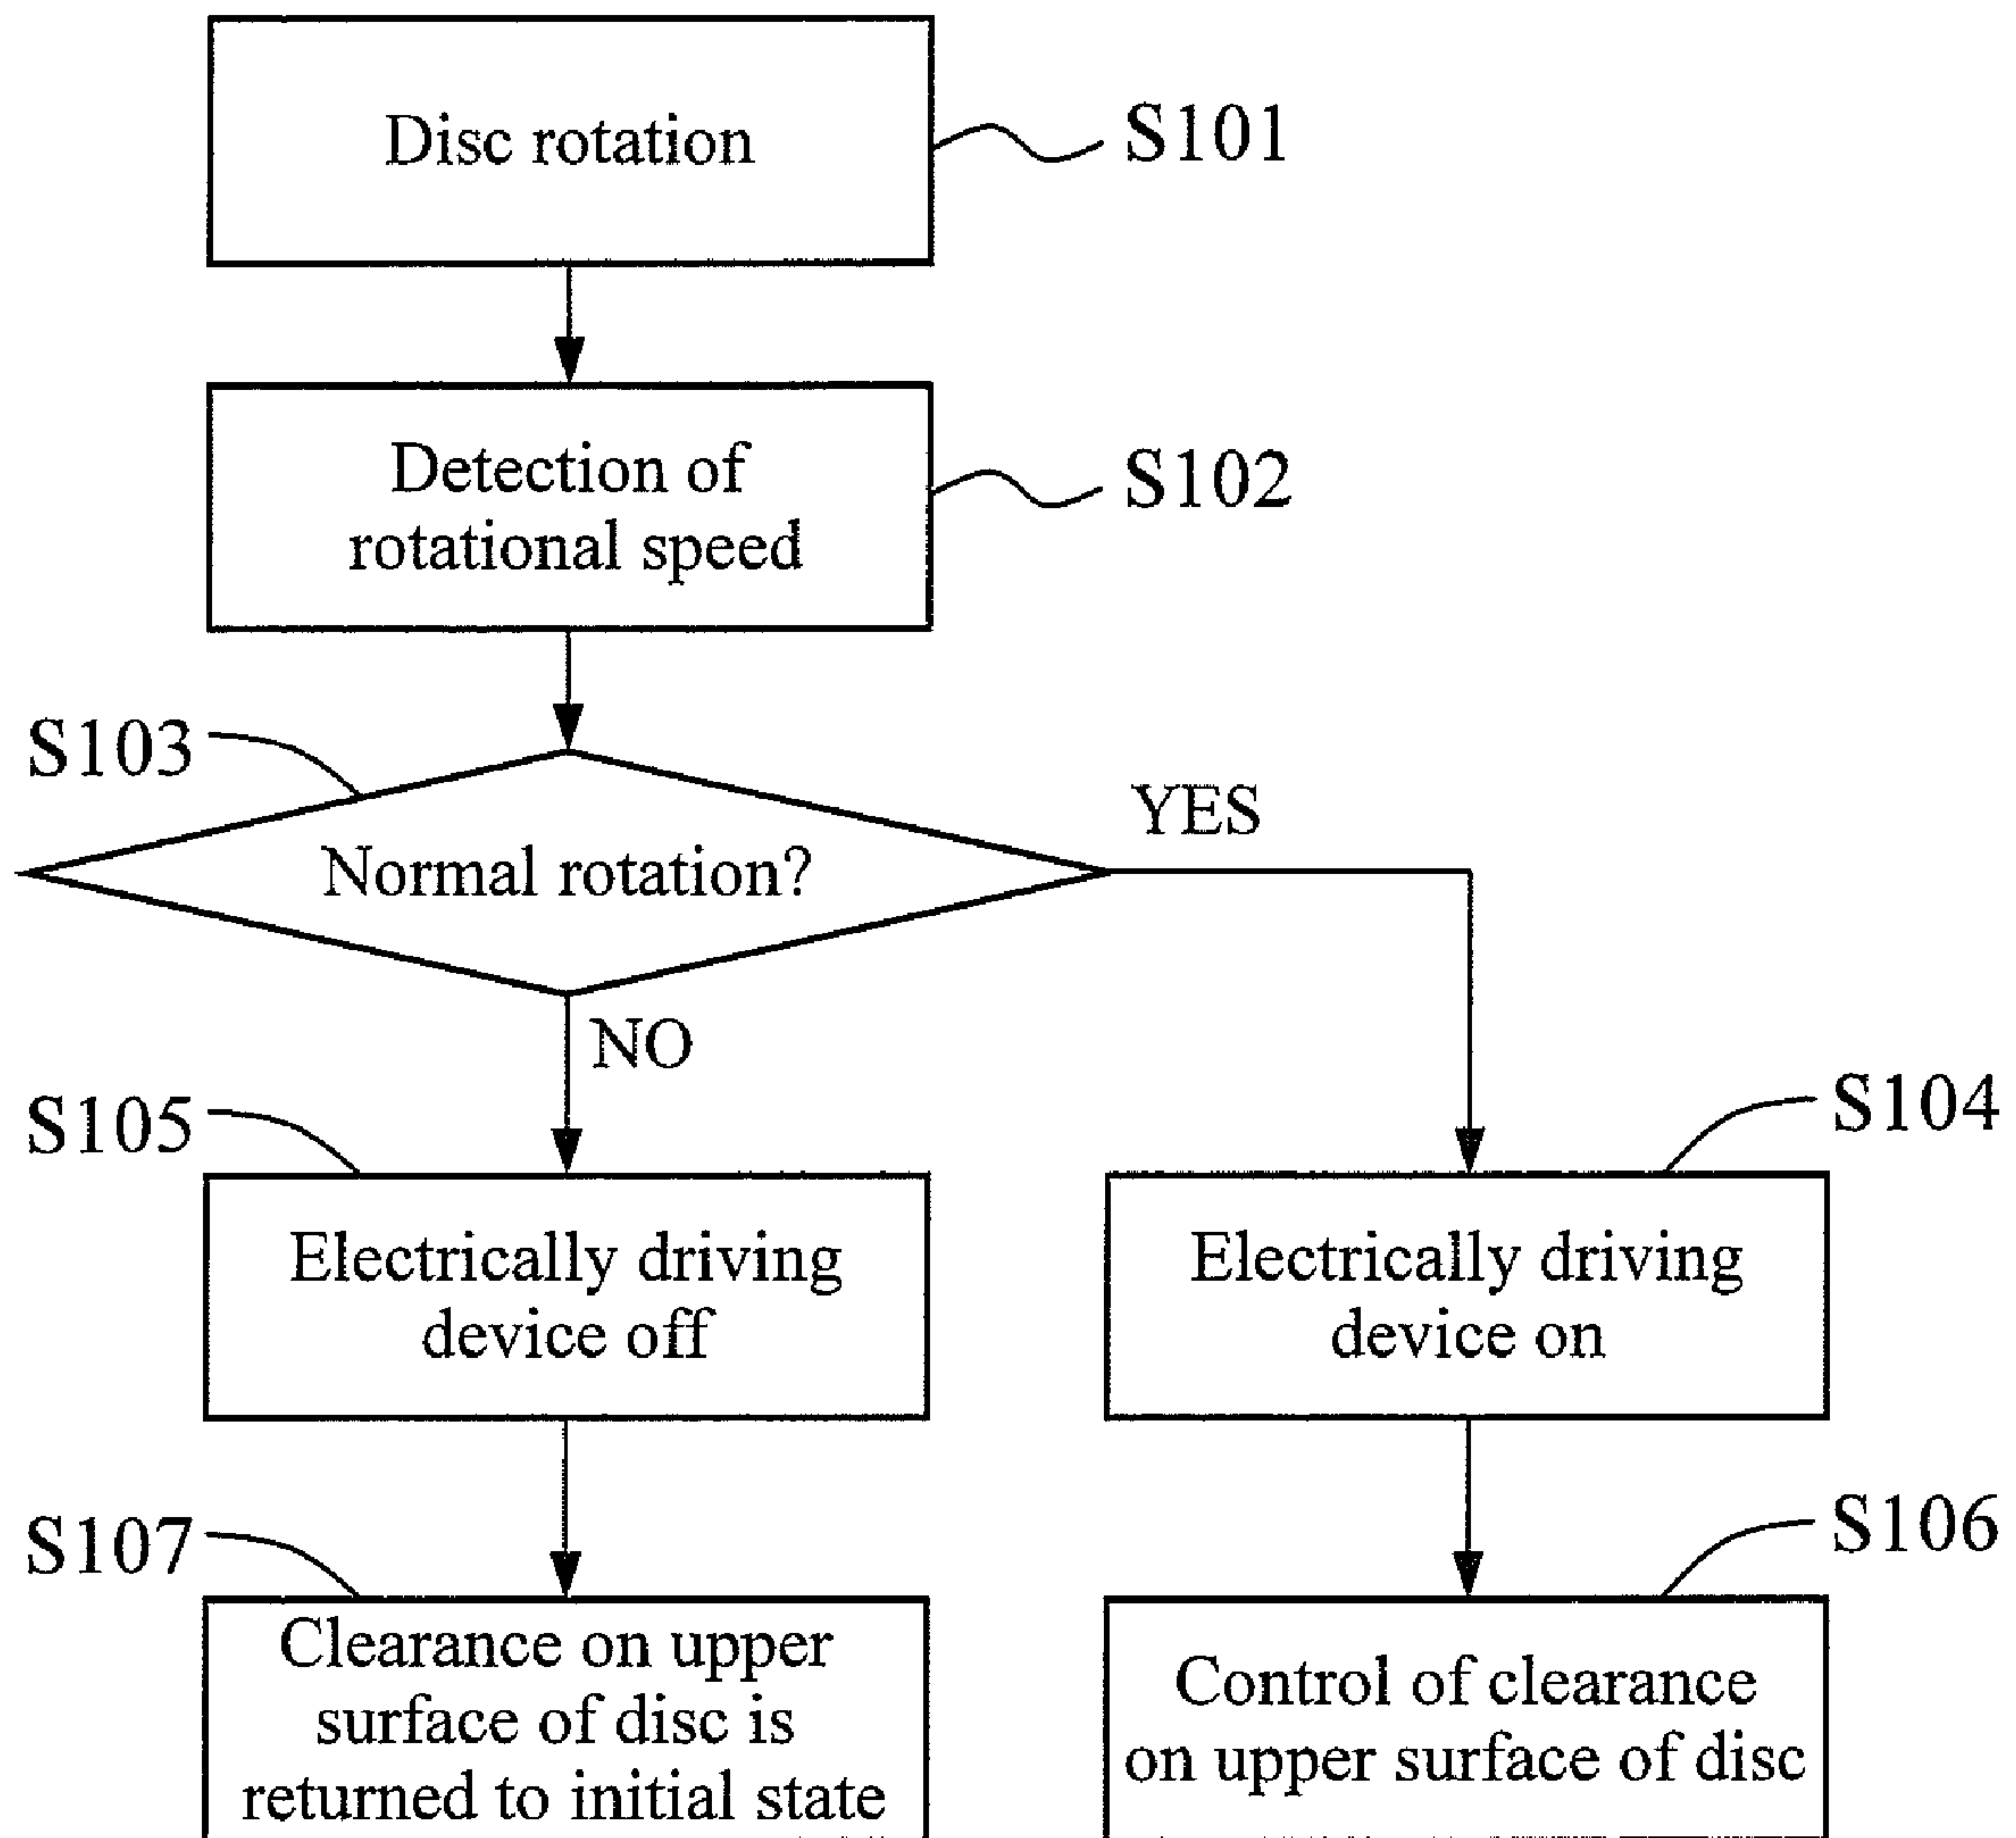 Disc rotation
S101
Detection of
rotational speed
S102
S103
Normal rotation?
YES
NO
S105
Electrically driving
device off
S104
Electrically driving
device on
S107
Clearance on upper
surface of disc is
returned to initial state
S106
Control of clearance
on upper surface of disc